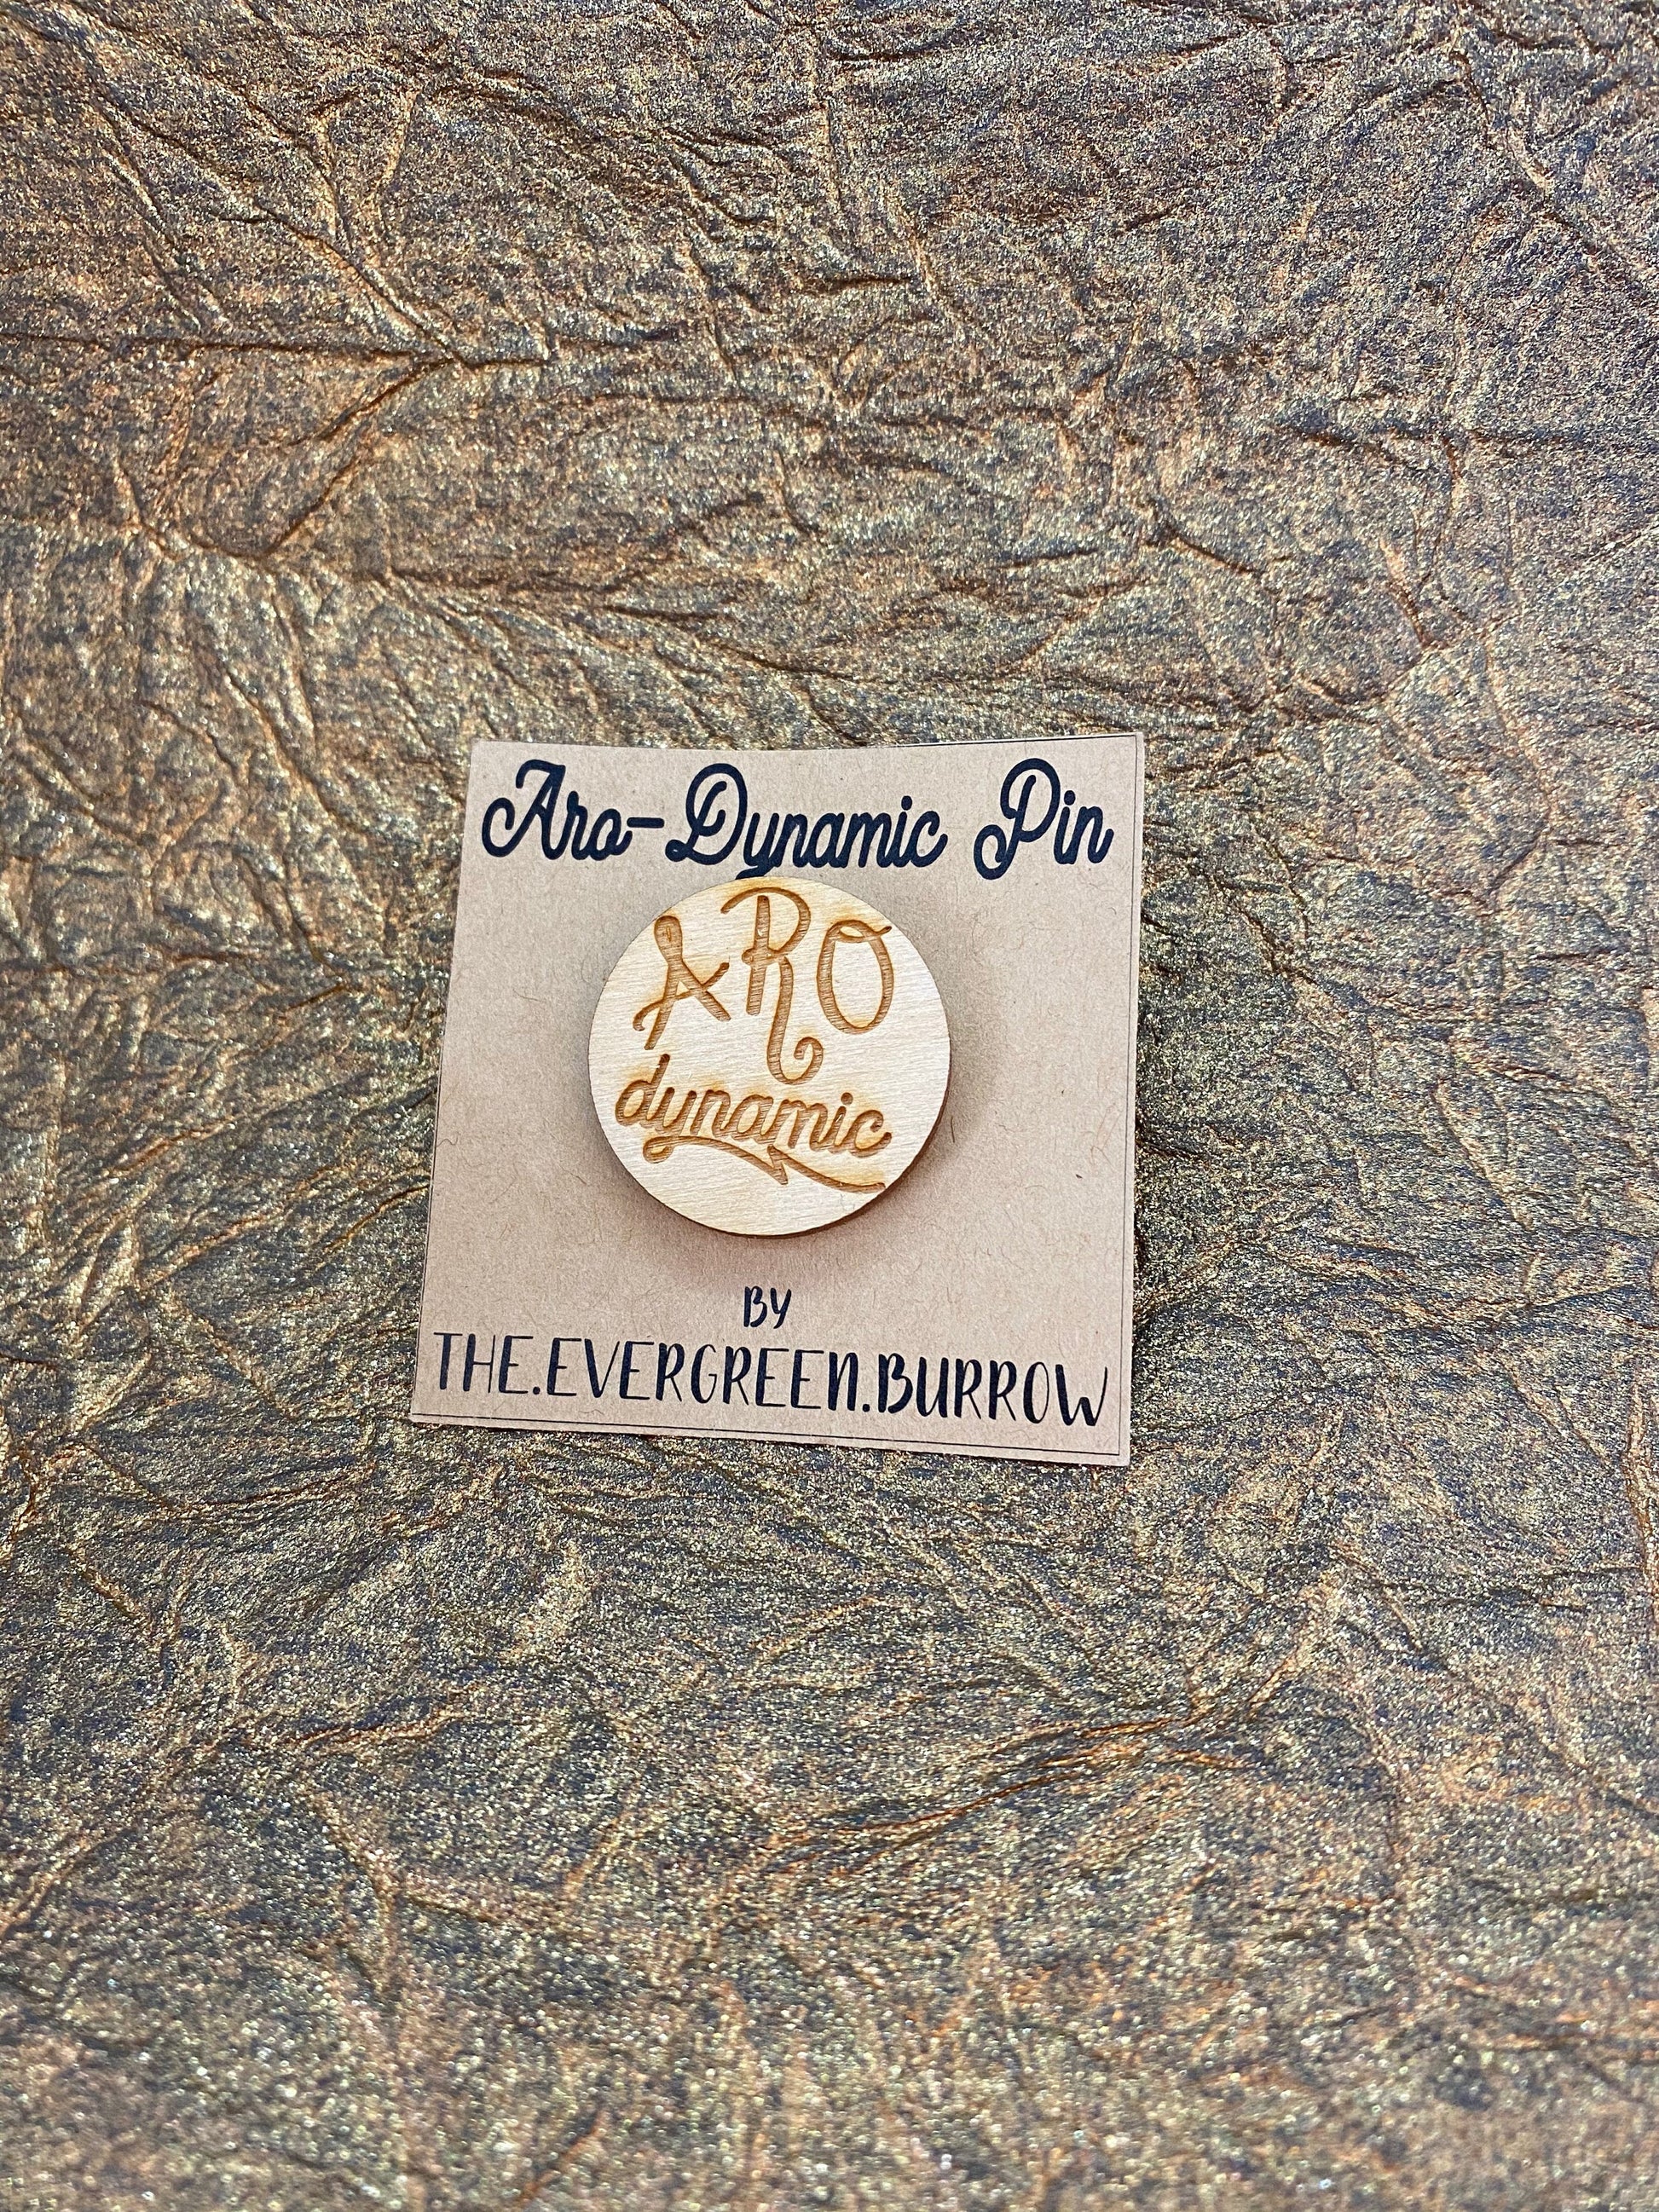 Aro-Dynamic Pin
ARO
dynamic
BY
THE.EVERGREEN.BURROW